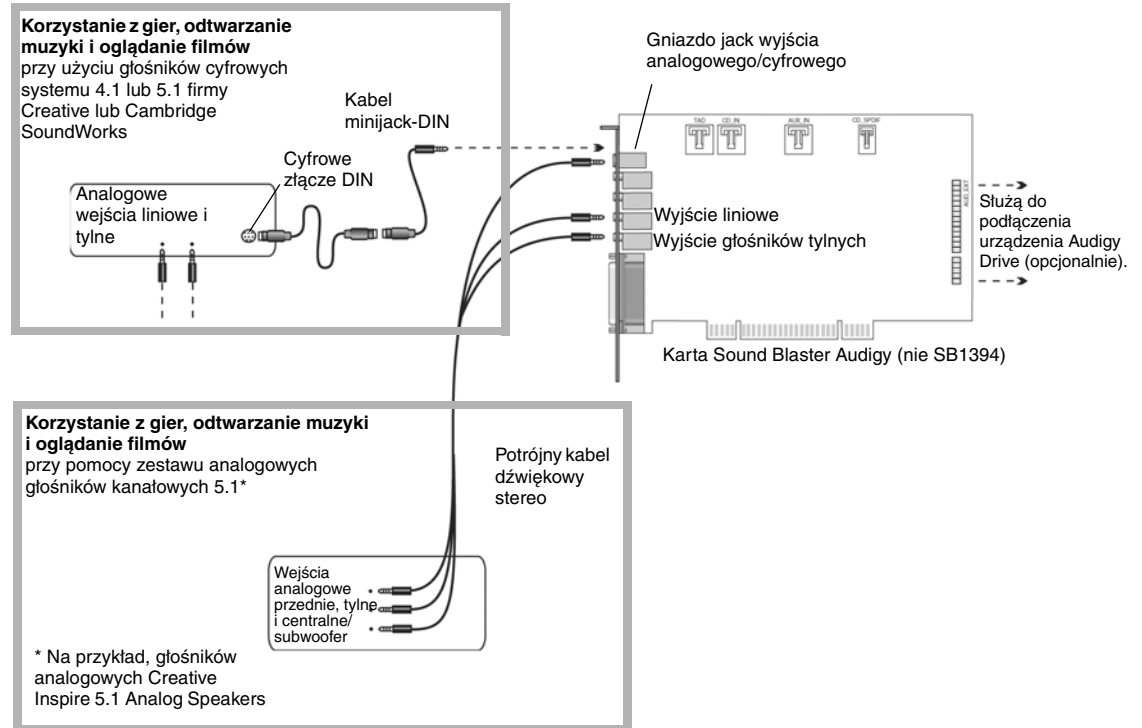 Korzystanie z gier, odtwarzanie
muzyki i oglądanie filmów
przy użyciu głośników cyfrowych
systemu 4.1 lub 5.1 firmy
Creative lub Cambridge
SoundWorks
Kabel
minijack-DIN
Cyfrowe
złącze DIN
Analogowe
wejścia liniowe i
tylne
Gniazdo jack wyjścia
analogowego/cyfrowego
TAD
CD_IN
AUX_IN
CD_SPDIF
AUD_EXT
Wyjście liniowe
Wyjście głośników tylnych
Służą do
podłączenia
urządzenia Audigy
Drive (opcjonalnie).
Karta Sound Blaster Audigy (nie SB1394)
Korzystanie z gier, odtwarzanie muzyki
i oglądanie filmów
przy pomocy zestawu analogowych
głośników kanałowych 5.1*
Potrójny kabel
dźwiękowy
stereo
Wejścia
analogowe
przednie, tylne
i centralne/
subwoofer
* Na przykład, głośników
analogowych Creative
Inspire 5.1 Analog Speakers